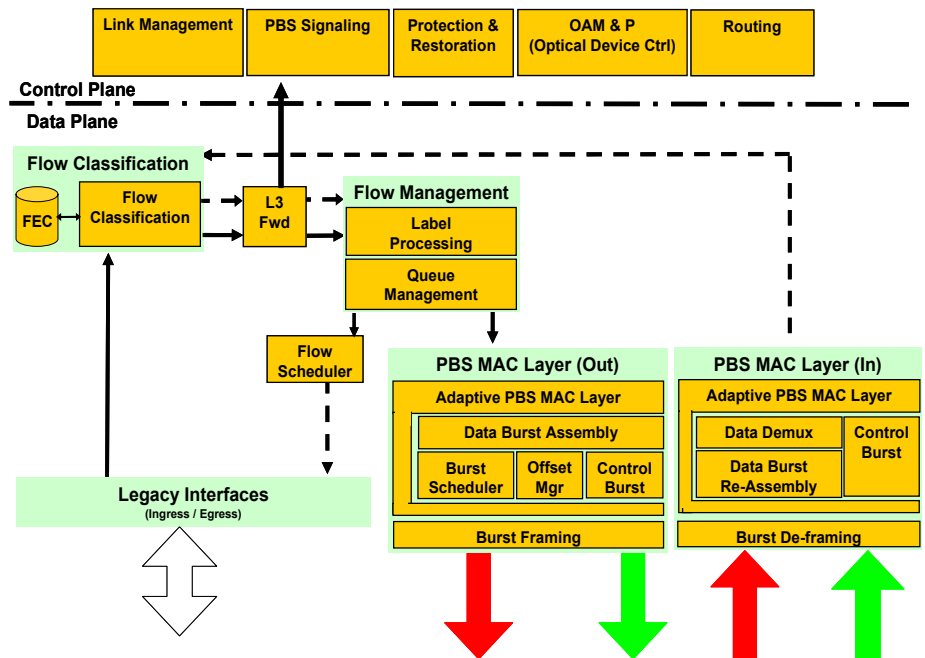 Link Management
PBS Signaling
Protection &
Restoration
OAM & P
(Optical Device Ctrl)
Routing
Control Plane
Data Plane
Flow Classification
FEC
Flow
Classification
L3
Fwd
Flow Management
Label
Processing
Queue
Management
Flow
Scheduler
PBS MAC Layer (Out)
Adaptive PBS MAC Layer
Data Burst Assembly
Burst
Scheduler
Offset
Mgr
Control
Burst
Burst Framing
PBS MAC Layer (In)
Adaptive PBS MAC Layer
Data Demux
Data Burst
Re-Assembly
Control
Burst
Burst De-framing
Legacy Interfaces
(Ingress / Egress)